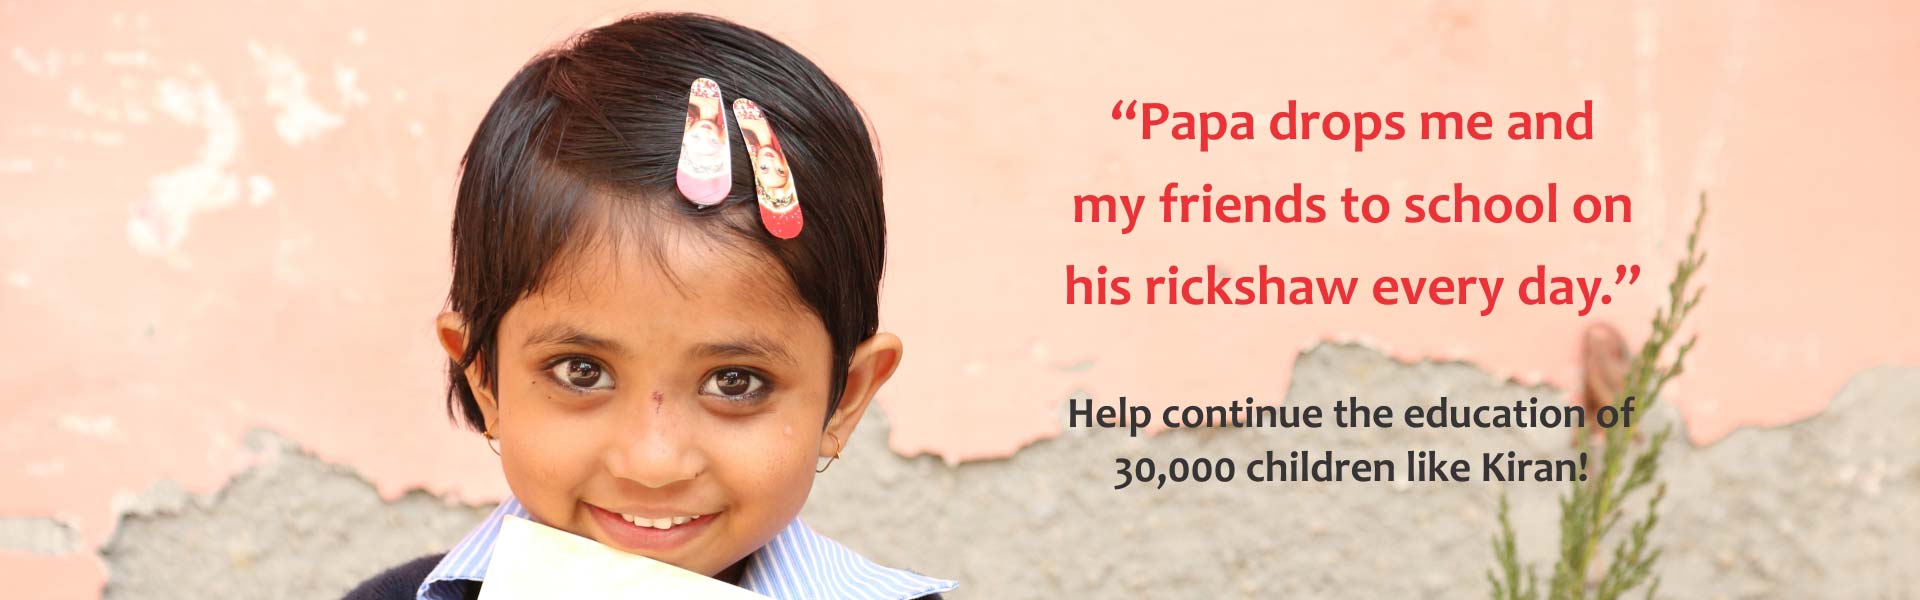 “Papa drops me and
my friends to school on
his rickshaw every day.”
Help continue the education of
30,000 children like Kiran!